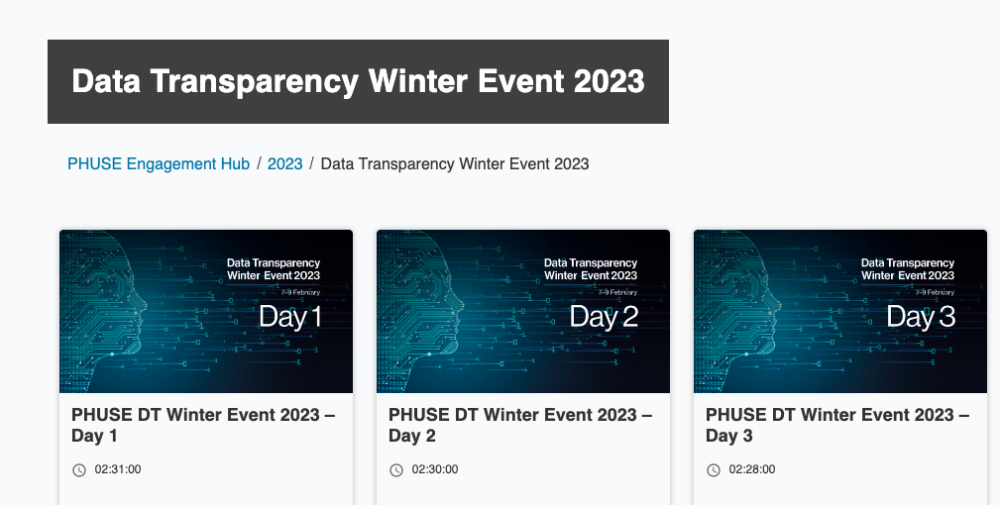 Data Transparency Winter Event 2023
PHUSE Engagement Hub / 2023 / Data Transparency Winter Event 2023
Data Transparency
Winter Event 2023
7–9 February
Day 1
PHUSE DT Winter Event 2023 –
Day 1
02:31:00
Data Transparency
Winter Event 2023
7–9 February
Day 2
PHUSE DT Winter Event 2023 –
Day 2
02:30:00
Data Transparency
Winter Event 2023
7–9 February
Day 3
PHUSE DT Winter Event 2023 –
Day 3
02:28:00